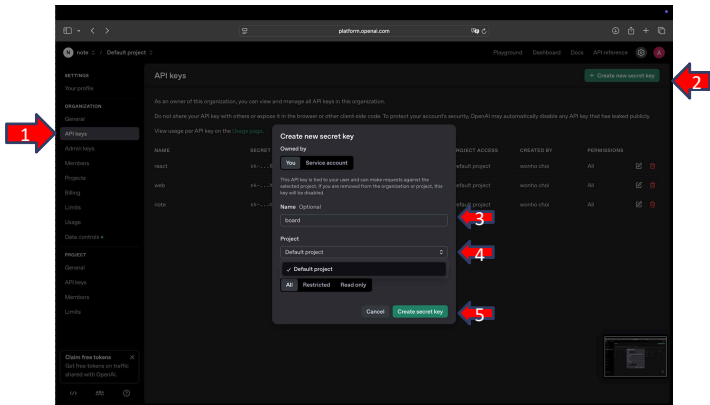 platform.openai.com
N note / Default project
Playground Dashboard Docs API reference A
SETTINGS
Your profile
ORGANIZATION
General
API keys
Admin keys
Members
Projects
Billing
Limits
Usage
Data controls
PROJECT
General
API keys
Members
Limits
Claim free tokens
Get free tokens on traffic
shared with OpenAI.
API keys
+ Create new secret key
As an owner of this organization, you can view and manage all API keys in this organization.
Do not share your API key with others or expose it in the browser or other client-side code. To protect your account's security, OpenAI may automatically disable any API key that has leaked publicly.
View usage per API key on the Usage page.
NAME SECRET PROJECT ACCESS CREATED BY PERMISSIONS
react sk-... Default project wonho choi All
web sk-... Default project wonho choi All
note sk-... Default project wonho choi All
Create new secret key
Owned by
You Service account
This API key is tied to your user and can make requests against the
selected project. If you are removed from the organization or project, this
key will be disabled.
Name Optional
board
Project
Default project
✓ Default project
All Restricted Read only
Cancel Create secret key
1
2
3
4
5